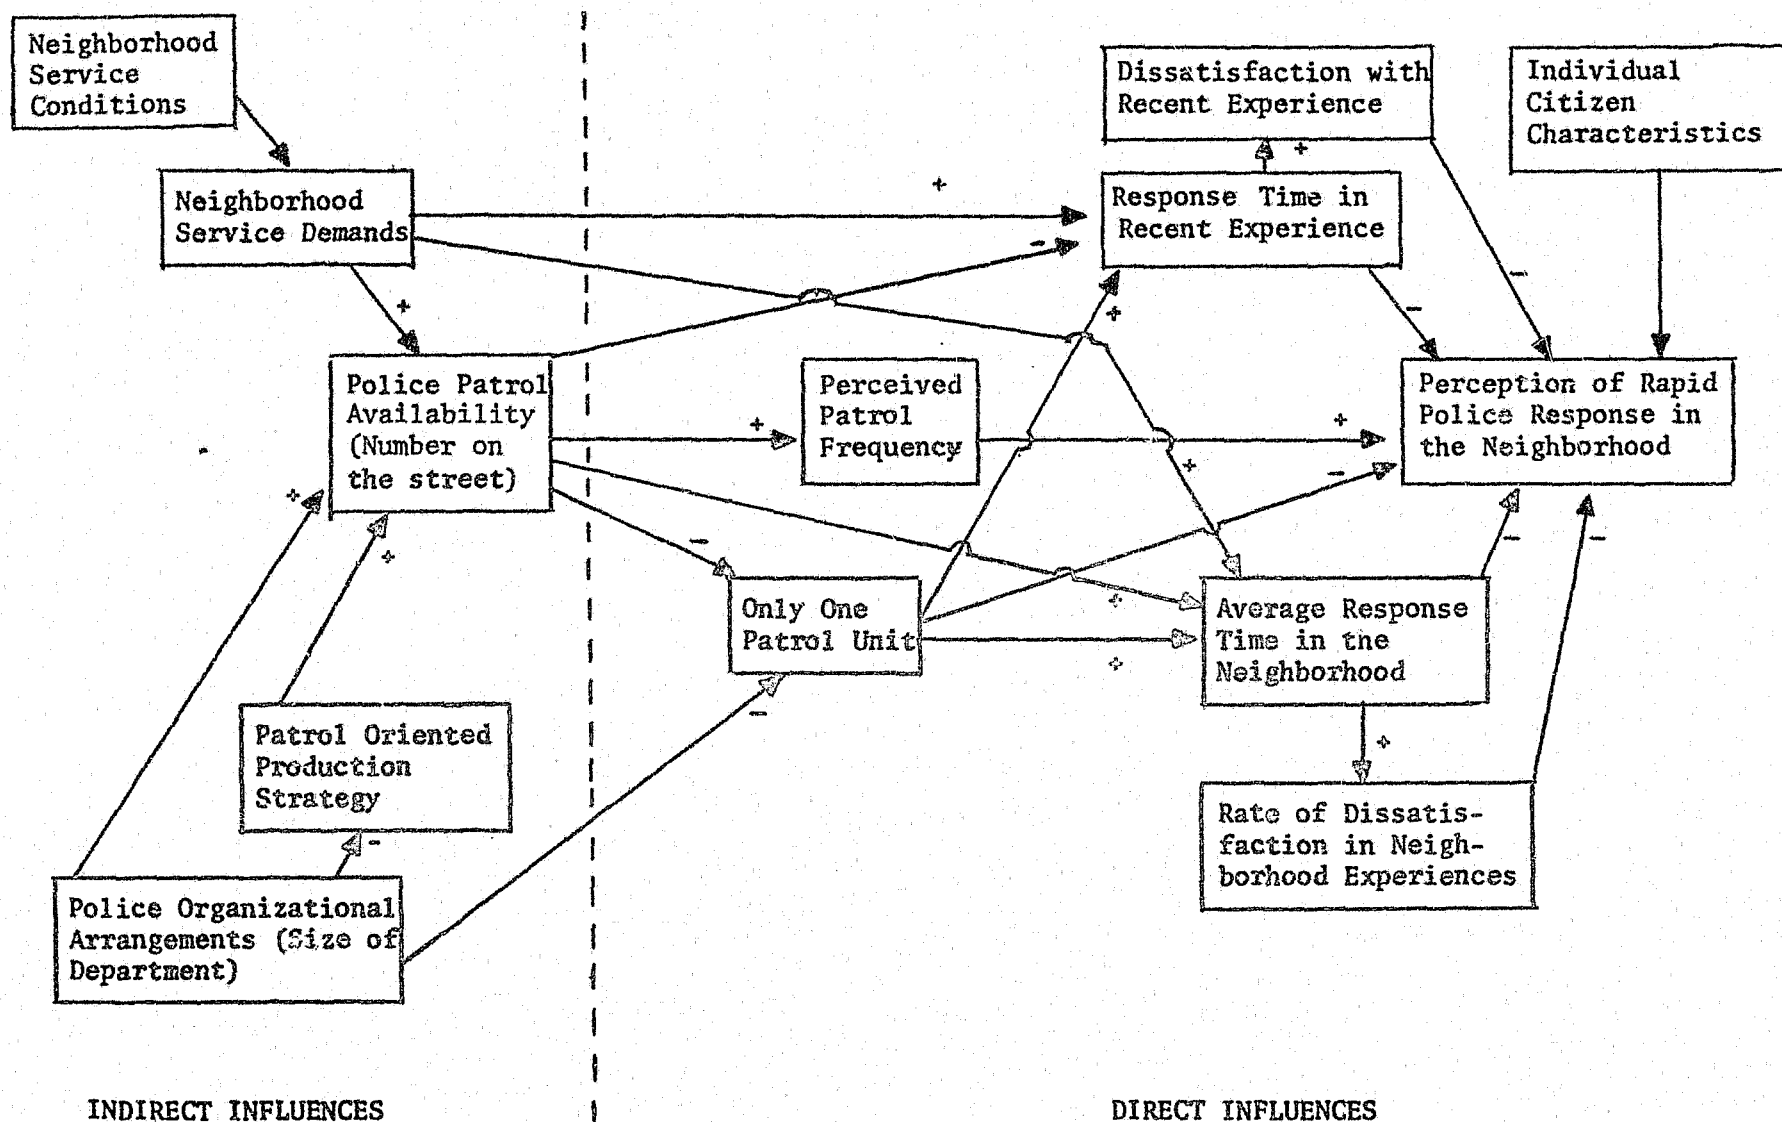 Neighborhood
Service
Conditions
Neighborhood
Service Demands
+
Police Patrol
Availability
(Number on
the street)
+
+
Patrol Oriented
Production
Strategy
-
Police Organizational
Arrangements (Size of
Department)
INDIRECT INFLUENCES
Dissatisfaction with
Recent Experience
+
Response Time in
Recent Experience
+
-
+
Individual
Citizen
Characteristics
-
-
Perceived
Patrol
Frequency
+
+
Perception of Rapid
Police Response in
the Neighborhood
-
+
-
Only One
Patrol Unit
-
+
+
Average Response
Time in the
Neighborhood
-
-
+
Rate of Dissatis-
faction in Neigh-
borhood Experiences
DIRECT INFLUENCES